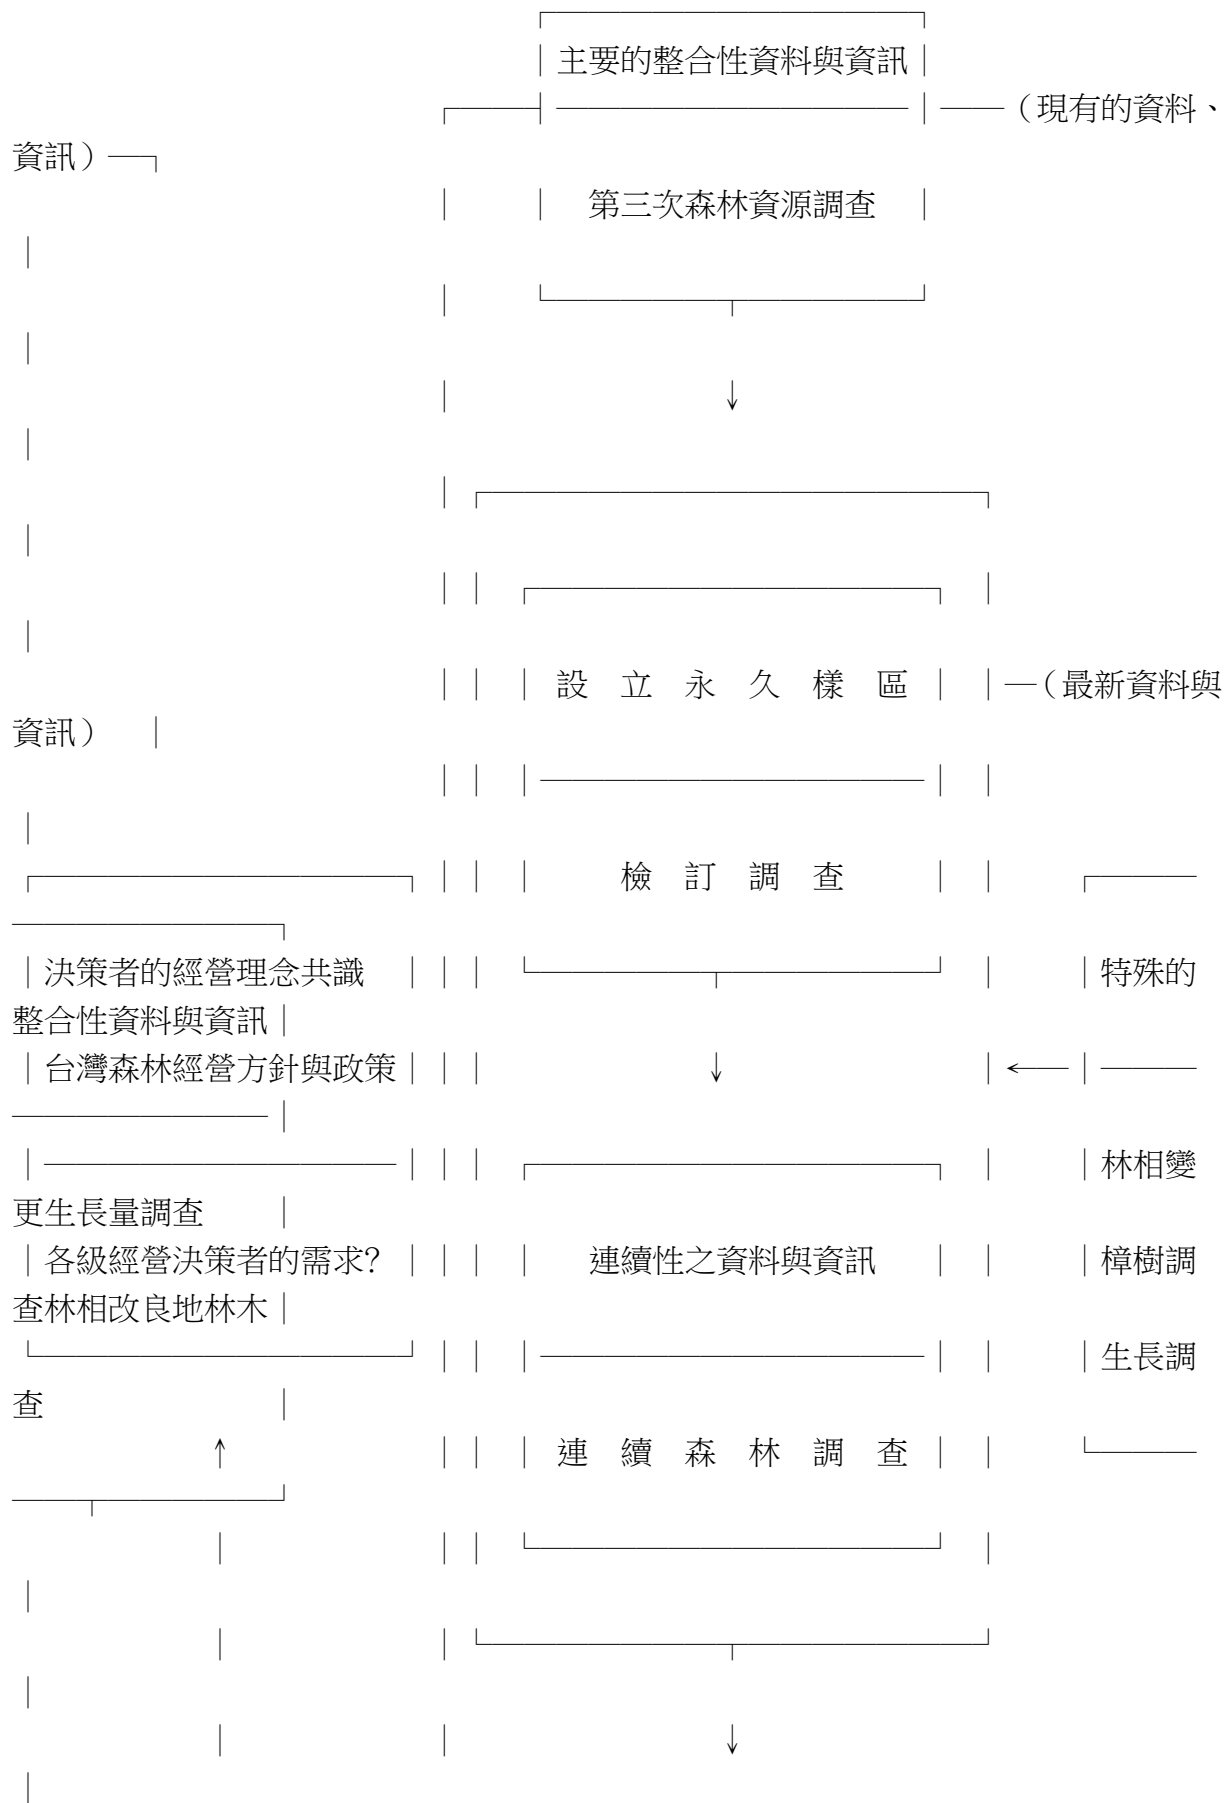 主要的整合性資料與資訊
（現有的資料、
資訊）
第三次森林資源調查
↓
設　立　永　久　樣　區
（最新資料與
資訊）
檢　訂　調　查
決策者的經營理念共識
特殊的
整合性資料與資訊
台灣森林經營方針與政策
↓
←
林相變
更生長量調查
各級經營決策者的需求?
連續性之資料與資訊
樟樹調
查林相改良地林木
生長調
查
↑
連　續　森　林　調　查
↓